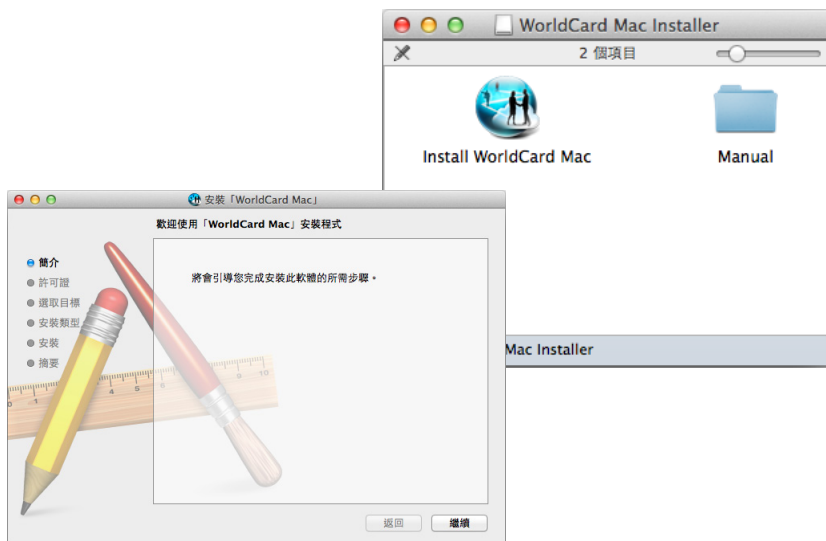 WorldCard Mac Installer
2 個項目
Install WorldCard Mac
Manual
Mac Installer
安裝「WorldCard Mac」
歡迎使用「WorldCard Mac」安裝程式
簡介
許可證
選取目標
安裝類型
安裝
摘要
將會引導您完成安裝此軟體的所需步驟。
返回
繼續